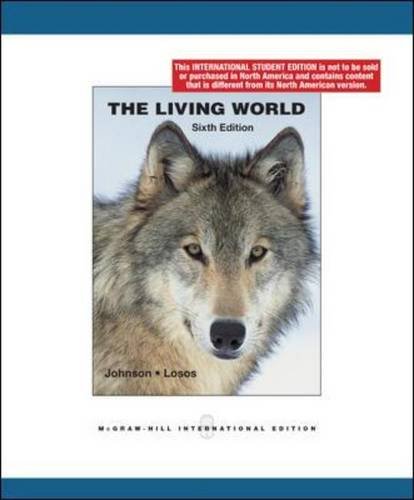 This INTERNATIONAL STUDENT EDITION is not to be sold
or purchased in North America and contains content
that is different from its North American version.
THE LIVING WORLD
Sixth Edition
Johnson • Losos
McGRAW-HILL INTERNATIONAL EDITION